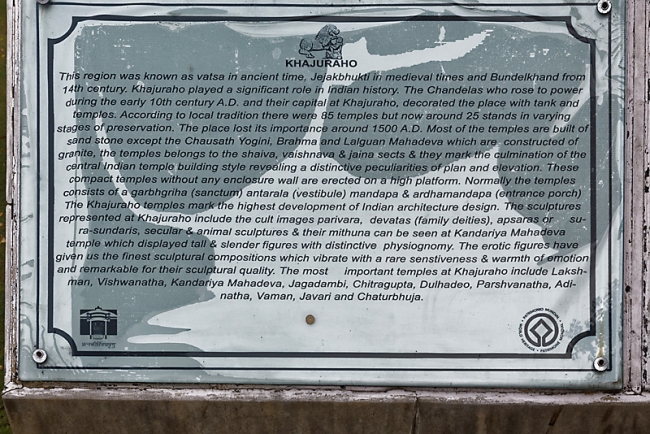 KHAJURAHO
This region was known as vatsa in ancient time, Jejakbhukti in medieval times and Bundelkhand from
14th century. Khajuraho played a significant role in Indian history. The Chandelas who rose to power
during the early 10th century A.D. and their capital at Khajuraho, decorated the place with tank and
temples. According to local tradition there were 85 temples but now around 25 stands in varying
stages of preservation. The place lost its importance around 1500 A.D. Most of the temples are built of
sand stone except the Chausath Yogini, Brahma and Lalguan Mahadeva which are constructed of
granite, the temples belongs to the shaiva, vaishnava & jaina sects & they mark the culmination of the
central Indian temple building style revealing a distinctive peculiarities of plan and elevation. These
compact temples without any enclosure wall are erected on a high platform. Normally the temples
consists of a garbhgriha (sanctum) antarala (vestibule) mandapa & ardhamandapa (entrance porch)
The Khajuraho temples mark the highest development of Indian architecture design. The sculptures
represented at Khajuraho include the cult images parivara, devatas (family deities), apsaras or su-
ra-sundaris, secular & animal sculptures & their mithuna can be seen at Kandariya Mahadeva
temple which displayed tall & slender figures with distinctive physiognomy. The erotic figures have
given us the finest sculptural compositions which vibrate with a rare senstiveness & warmth of emotion
and remarkable for their sculptural quality. The most important temples at Khajuraho include Laksh-
man, Vishwanatha, Kandariya Mahadeva, Jagadambi, Chitragupta, Dulhadeo, Parshvanatha, Adi-
natha, Vaman, Javari and Chaturbhuja.